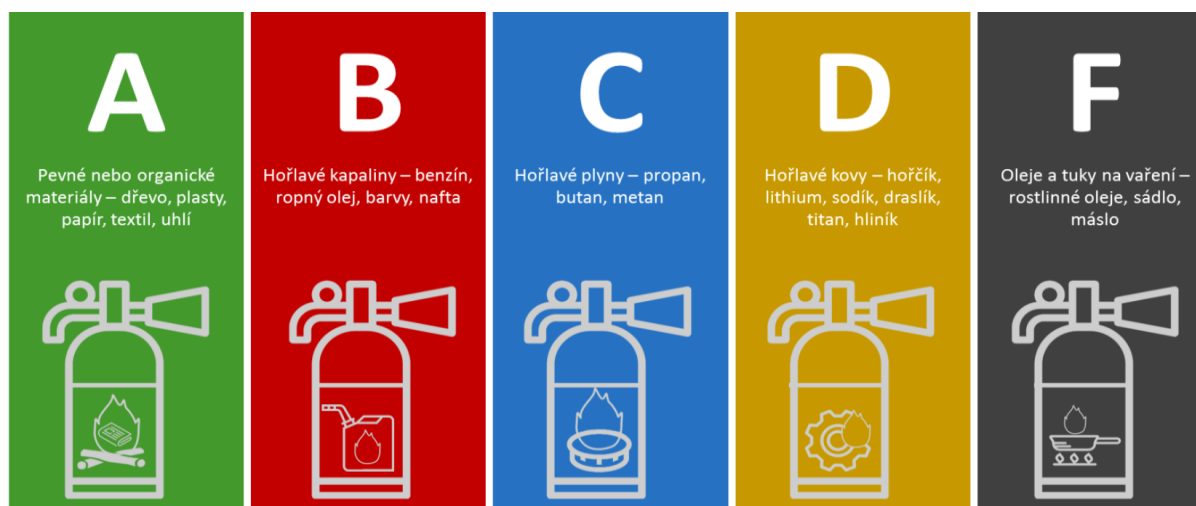 A
Pevné nebo organické
materiály – dřevo, plasty,
papír, textil, uhlí
B
Hořlavé kapaliny – benzín,
ropný olej, barvy, nafta
C
Hořlavé plyny – propan,
butan, metan
D
Hořlavé kovy – hořčík,
lithium, sodík, draslík,
titan, hliník
F
Oleje a tuky na vaření –
rostlinné oleje, sádlo,
máslo